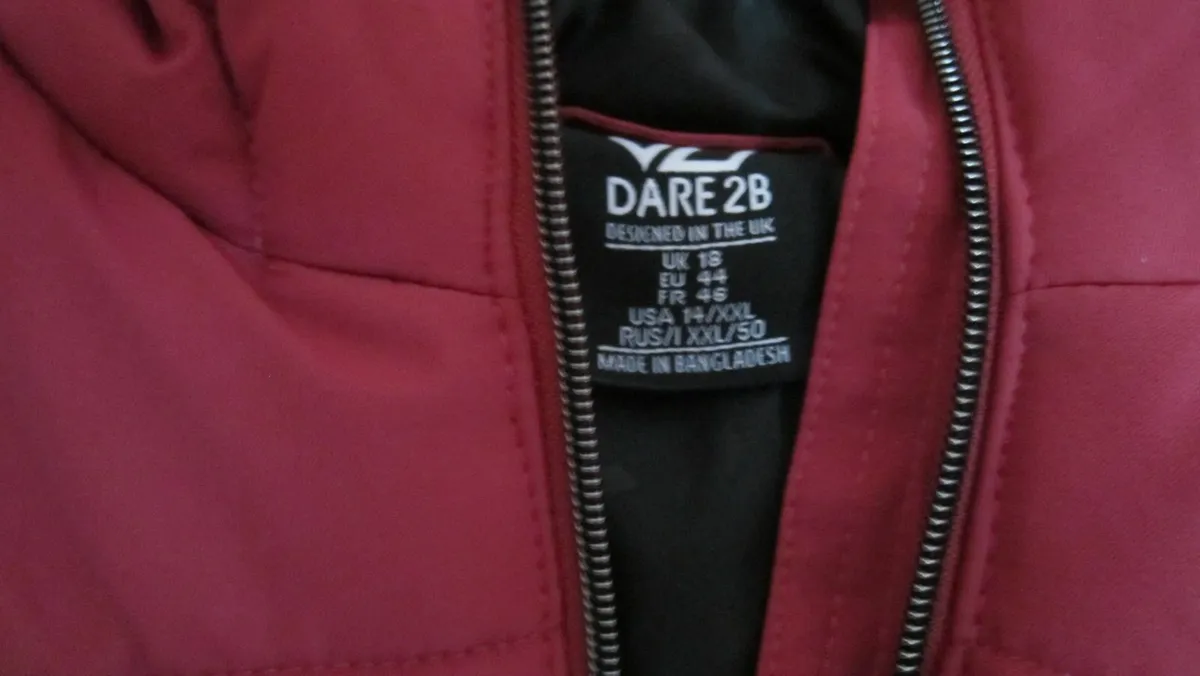 DARE 2B
DESIGNED IN THE UK
UK 18
EU 44
FR 46
USA 14/XXL
RUS/I XXL/50
MADE IN BANGLADESH